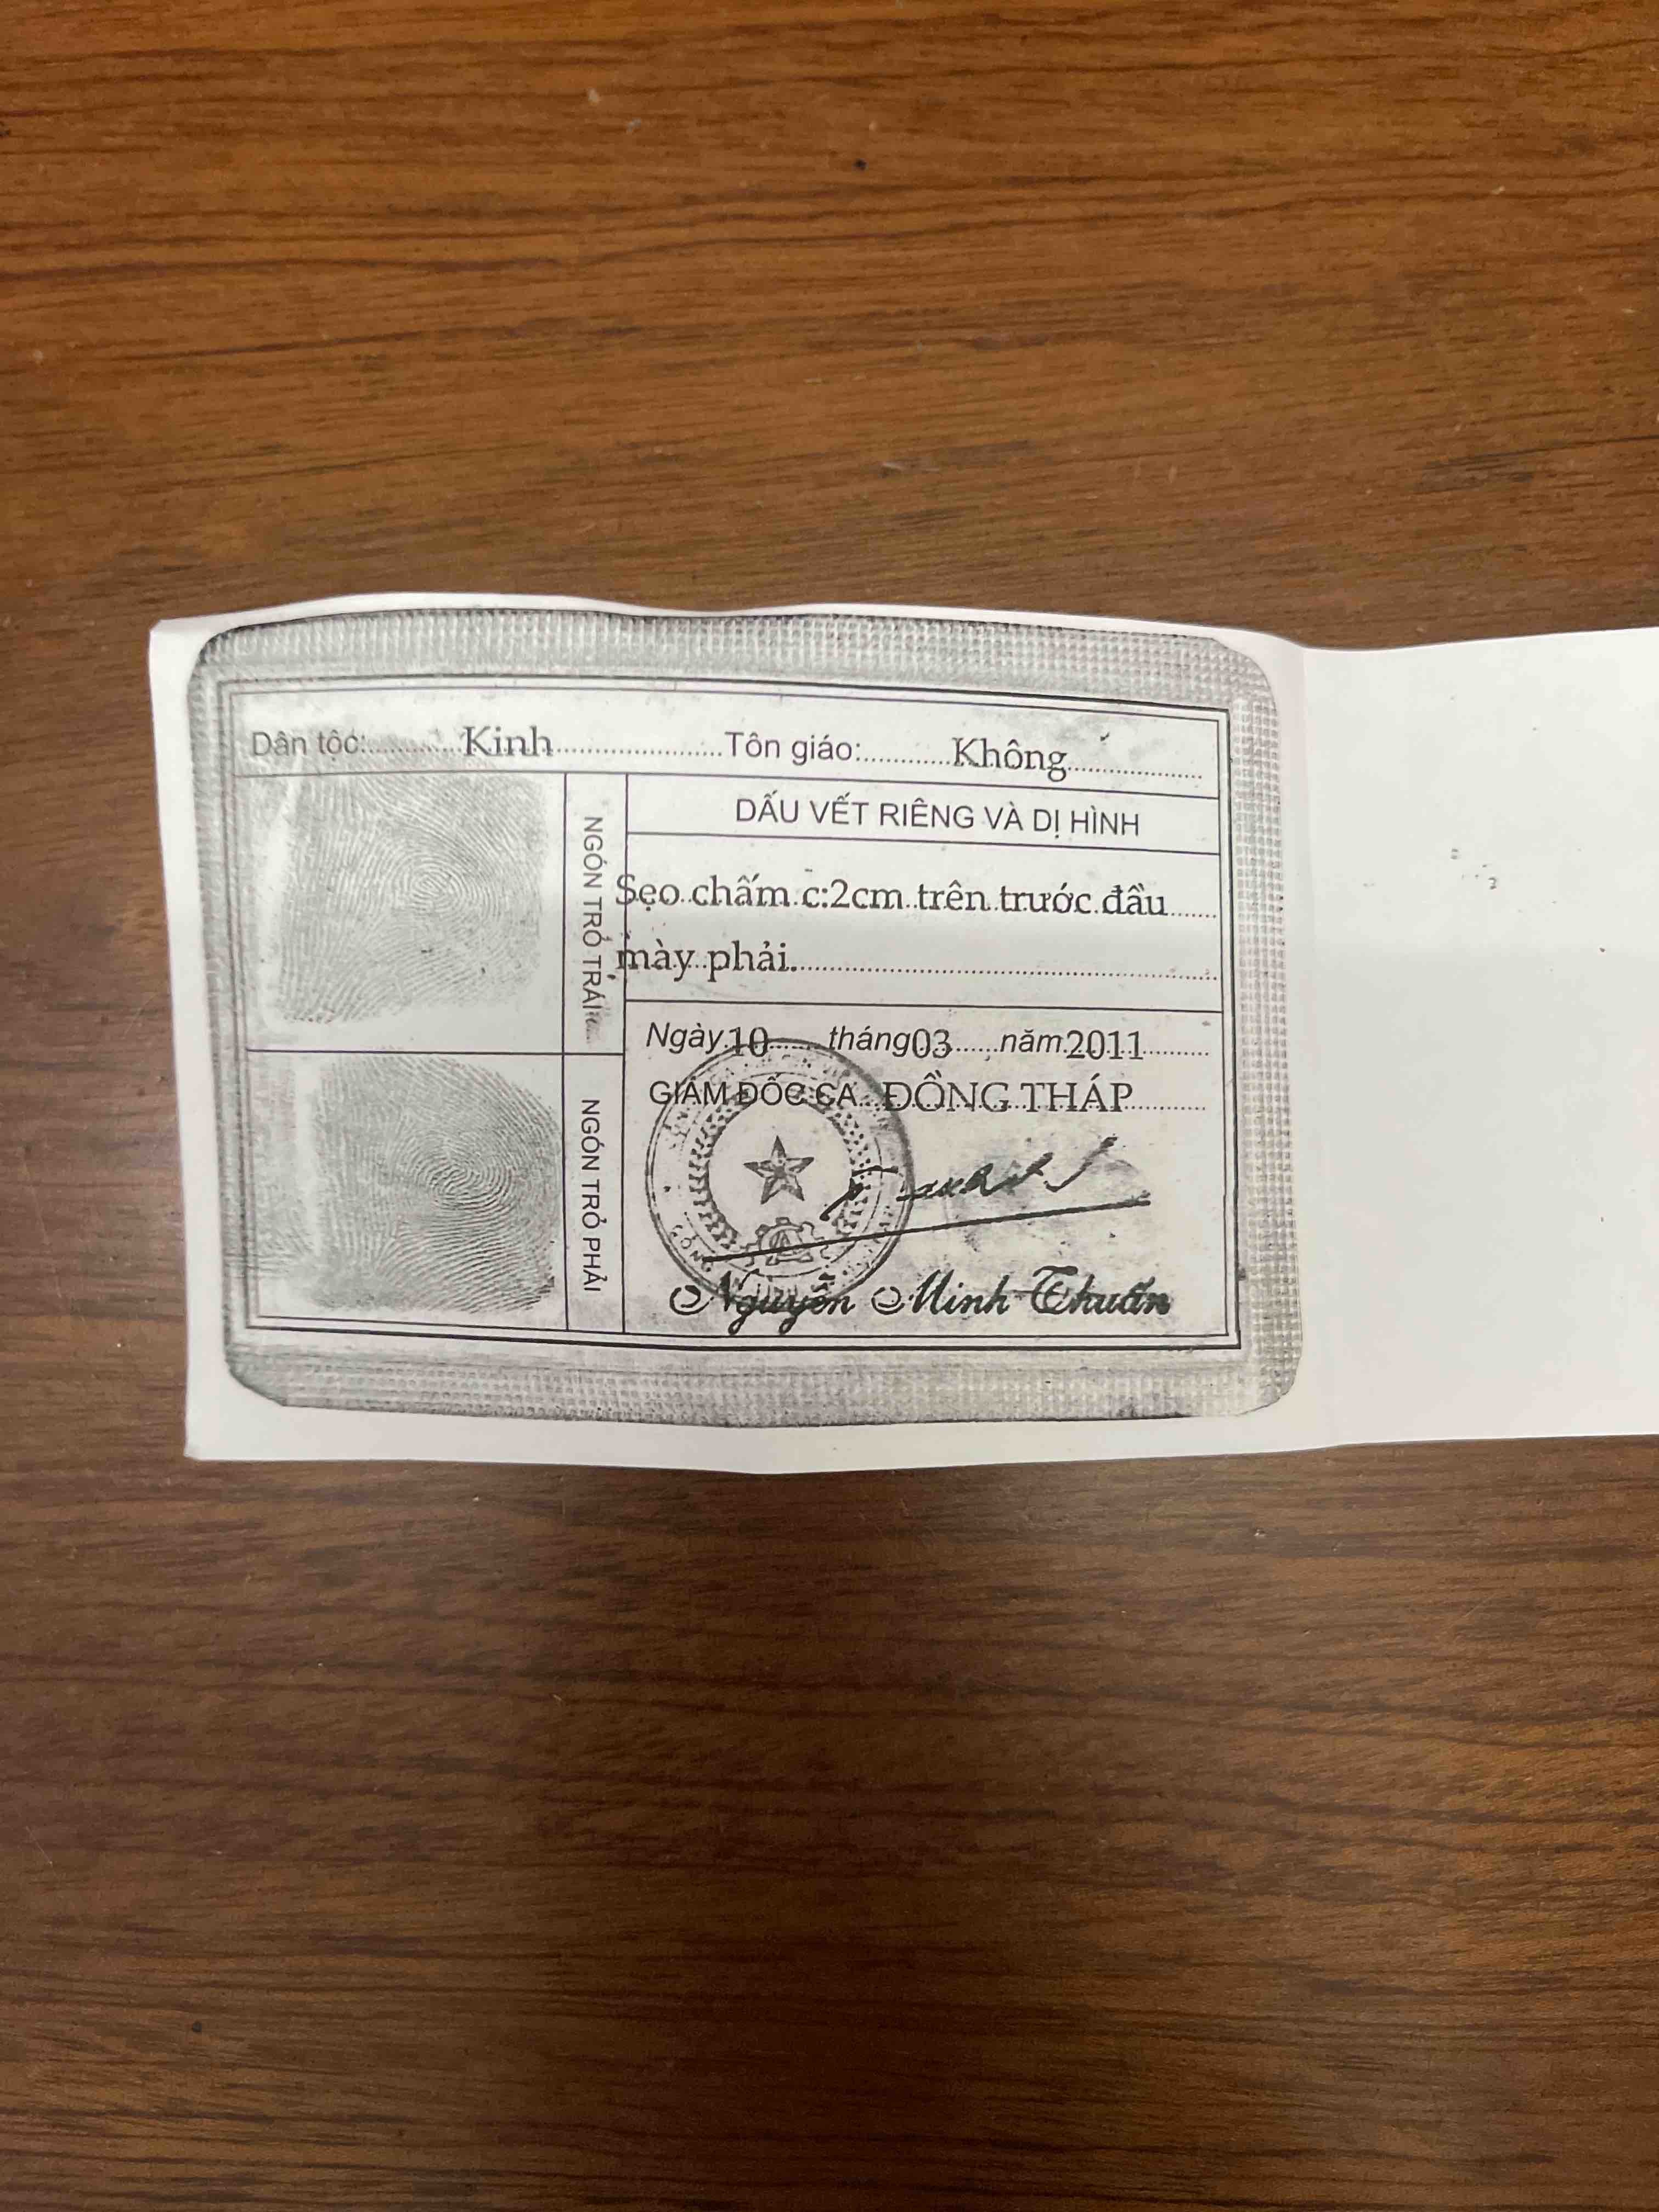 Dân tộc: Kinh Tôn giáo: Không
NGÓN TRỎ TRÁI
DẤU VẾT RIÊNG VÀ DỊ HÌNH
Sẹo chấm c:2cm trên trước đầu
mày phải.
Ngày 10 tháng 03 năm 2011
GIÁM ĐỐC CA ĐỒNG THÁP
NGÓN TRỎ PHẢI
Nguyễn Minh Thuấn